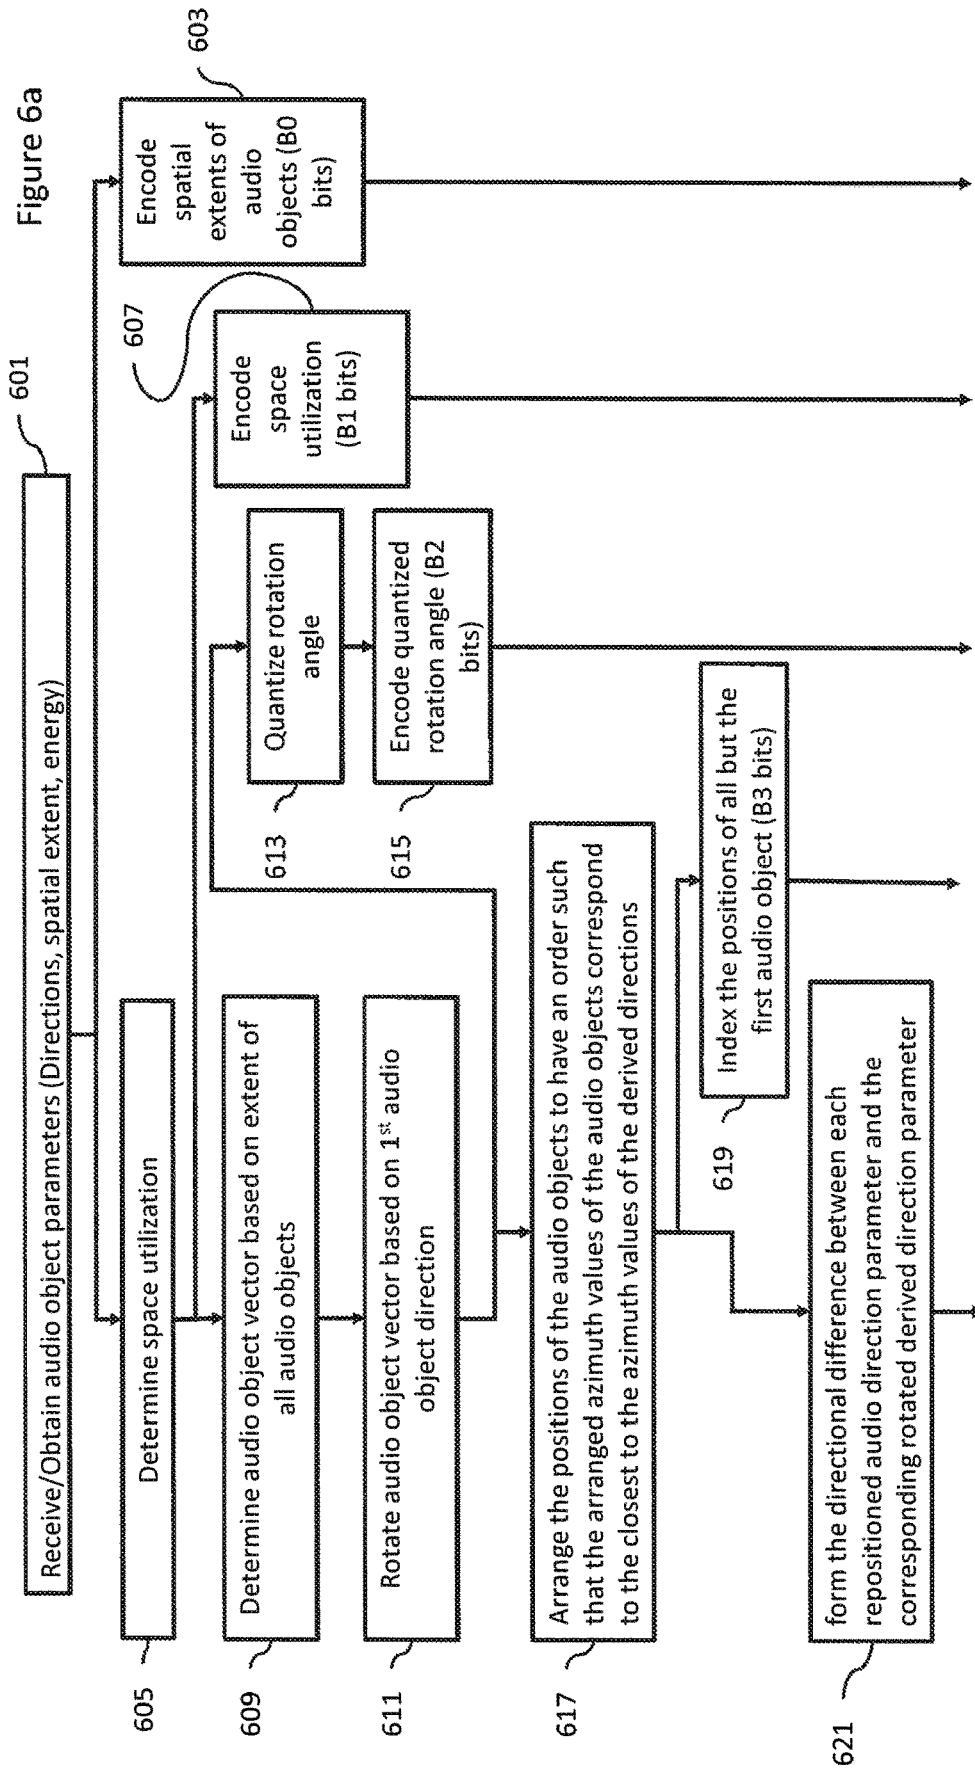 Figure 6a
601
Receive/Obtain audio object parameters (Directions, spatial extent, energy)
603
Encode
spatial
extents of
audio
objects (B0
bits)
605
Determine space utilization
607
Encode
space
utilization
(B1 bits)
609
Determine audio object vector based on extent of
all audio objects
611
Rotate audio object vector based on 1st audio
object direction
613
Quantize rotation
angle
615
Encode quantized
rotation angle (B2
bits)
617
Arrange the positions of the audio objects to have an order such
that the arranged azimuth values of the audio objects correspond
to the closest to the azimuth values of the derived directions
619
Index the positions of all but the
first audio object (B3 bits)
621
form the directional difference between each
repositioned audio direction parameter and the
corresponding rotated derived direction parameter